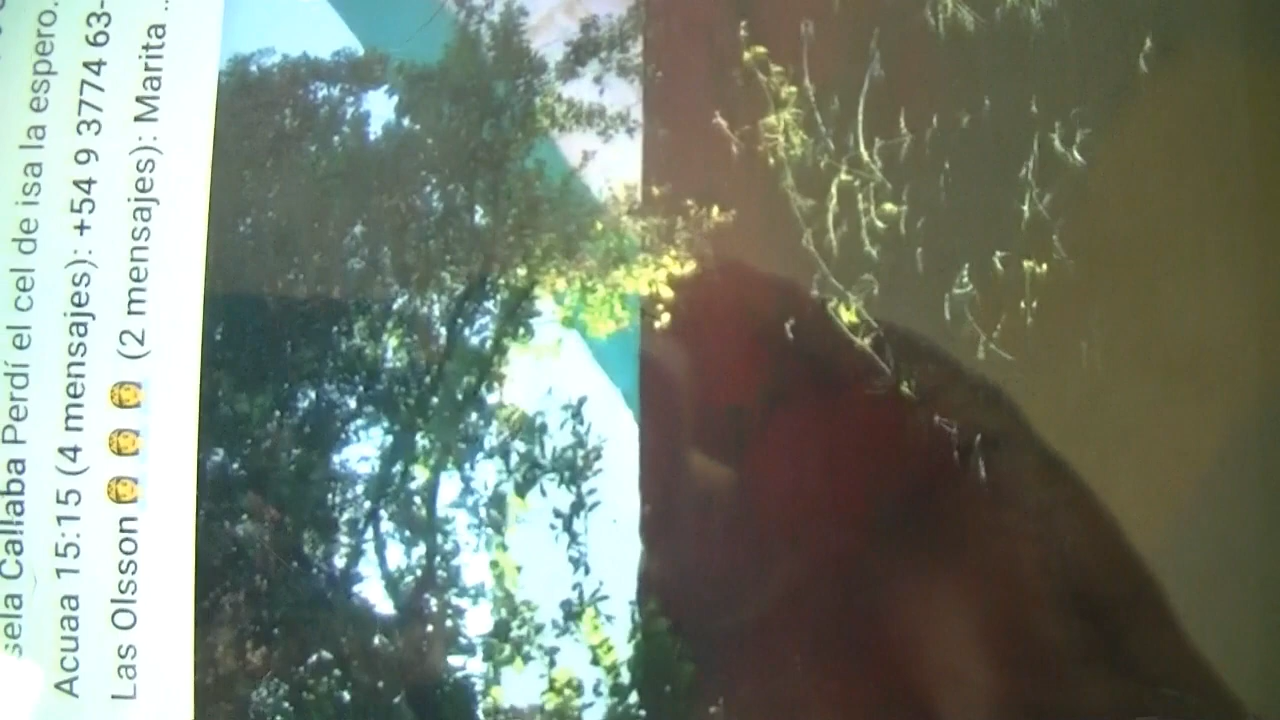 sela Callaba Perdí el cel de isa la espero.
Acuaa 15:15 (4 mensajes): +54 9 3774 63-
Las Olsson👸👸👸 (2 mensajes): Marita ..